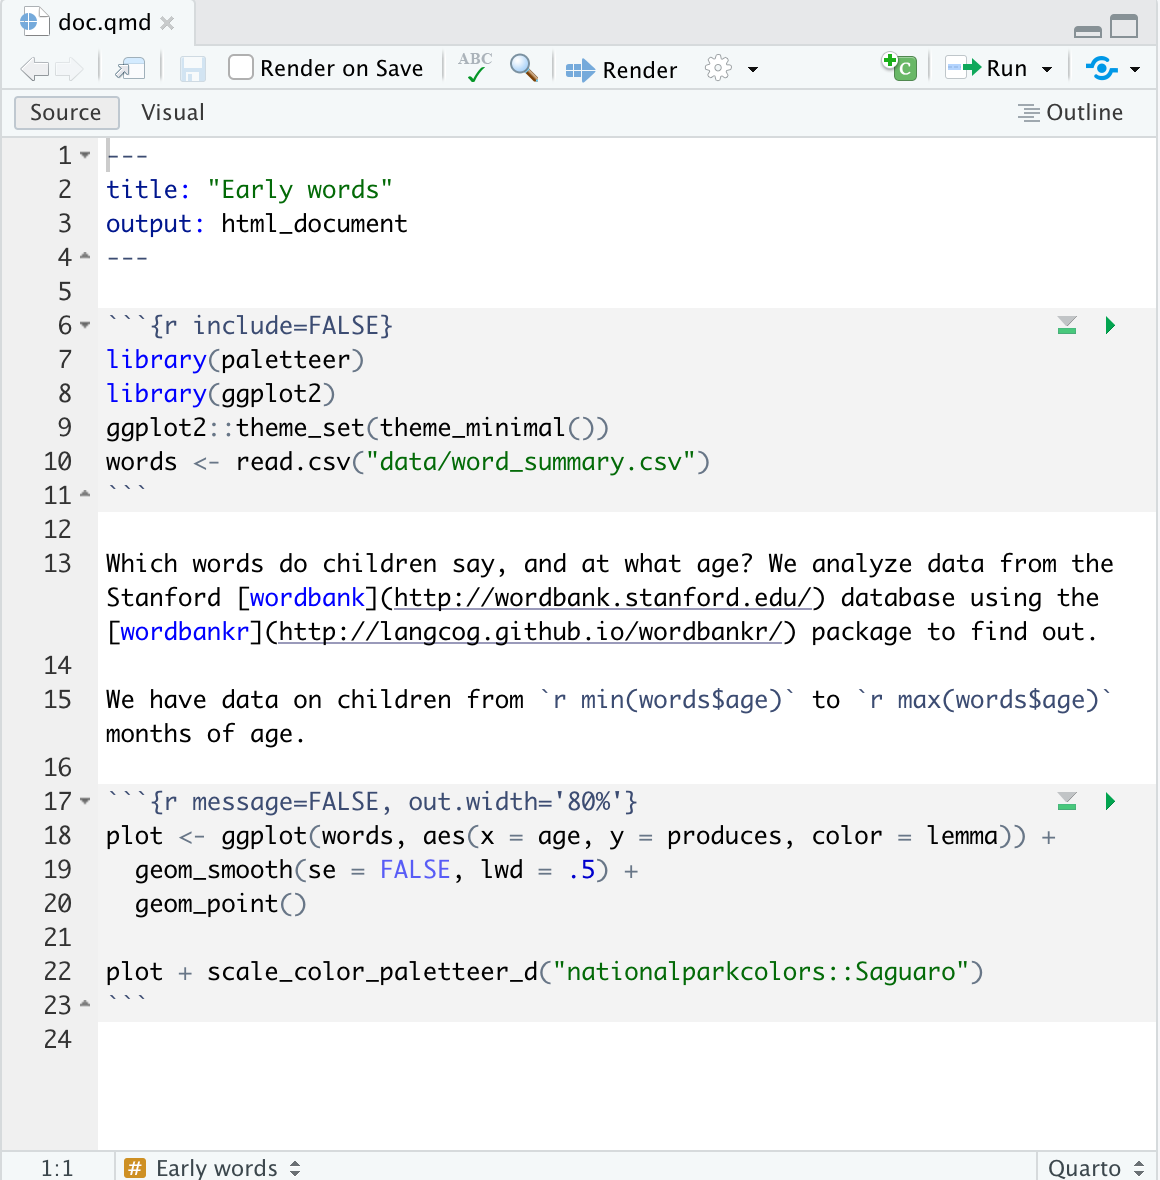 doc.qmd
Render on Save ABC Render Run
Source Visual Outline
1 ---
2 title: "Early words"
3 output: html_document
4 ---
5
6 ```{r include=FALSE}
7 library(paletteer)
8 library(ggplot2)
9 ggplot2::theme_set(theme_minimal())
10 words <- read.csv("data/word_summary.csv")
11 ```
12
13 Which words do children say, and at what age? We analyze data from the
Stanford [wordbank](http://wordbank.stanford.edu/) database using the
[wordbankr](http://langcog.github.io/wordbankr/) package to find out.
14
15 We have data on children from `r min(words$age)` to `r max(words$age)`
months of age.
16
17 ```{r message=FALSE, out.width='80%'}
18 plot <- ggplot(words, aes(x = age, y = produces, color = lemma)) +
19   geom_smooth(se = FALSE, lwd = .5) +
20   geom_point()
21
22 plot + scale_color_paletteer_d("nationalparkcolors::Saguaro")
23 ```
24
1:1 # Early words Quarto